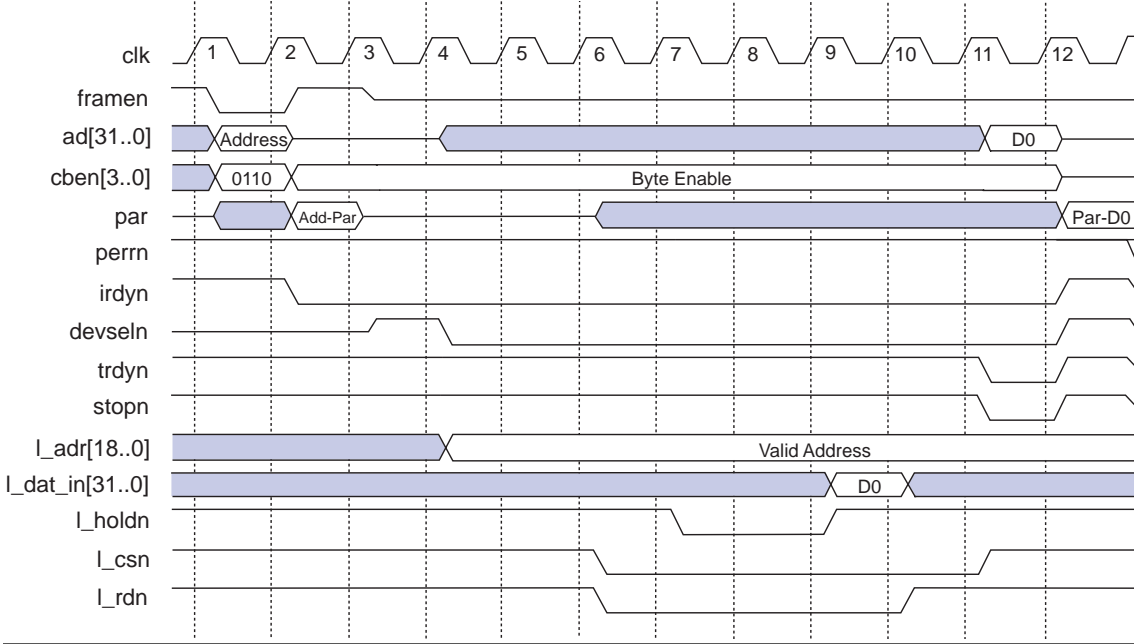 clk 1 2 3 4 5 6 7 8 9 10 11 12
framen
ad[31..0] Address D0
cben[3..0] 0110 Byte Enable
par Add-Par Par-D0
perrn
irdyn
devseln
trdyn
stopn
l_adr[18..0] Valid Address
l_dat_in[31..0] D0
l_holdn
l_csn
l_rdn